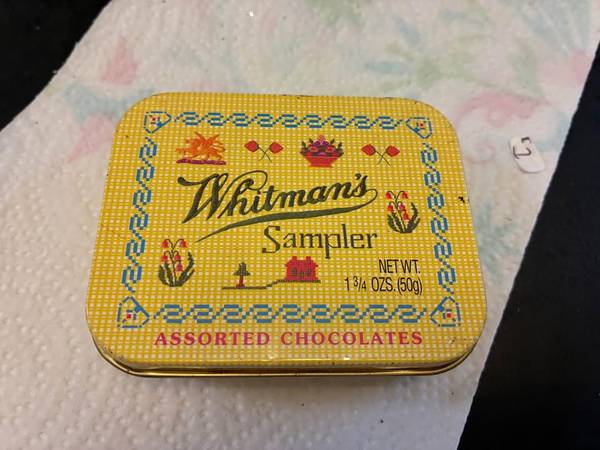 Whitman's
Sampler
NET WT.
1 3/4 OZS. (50g)
ASSORTED CHOCOLATES